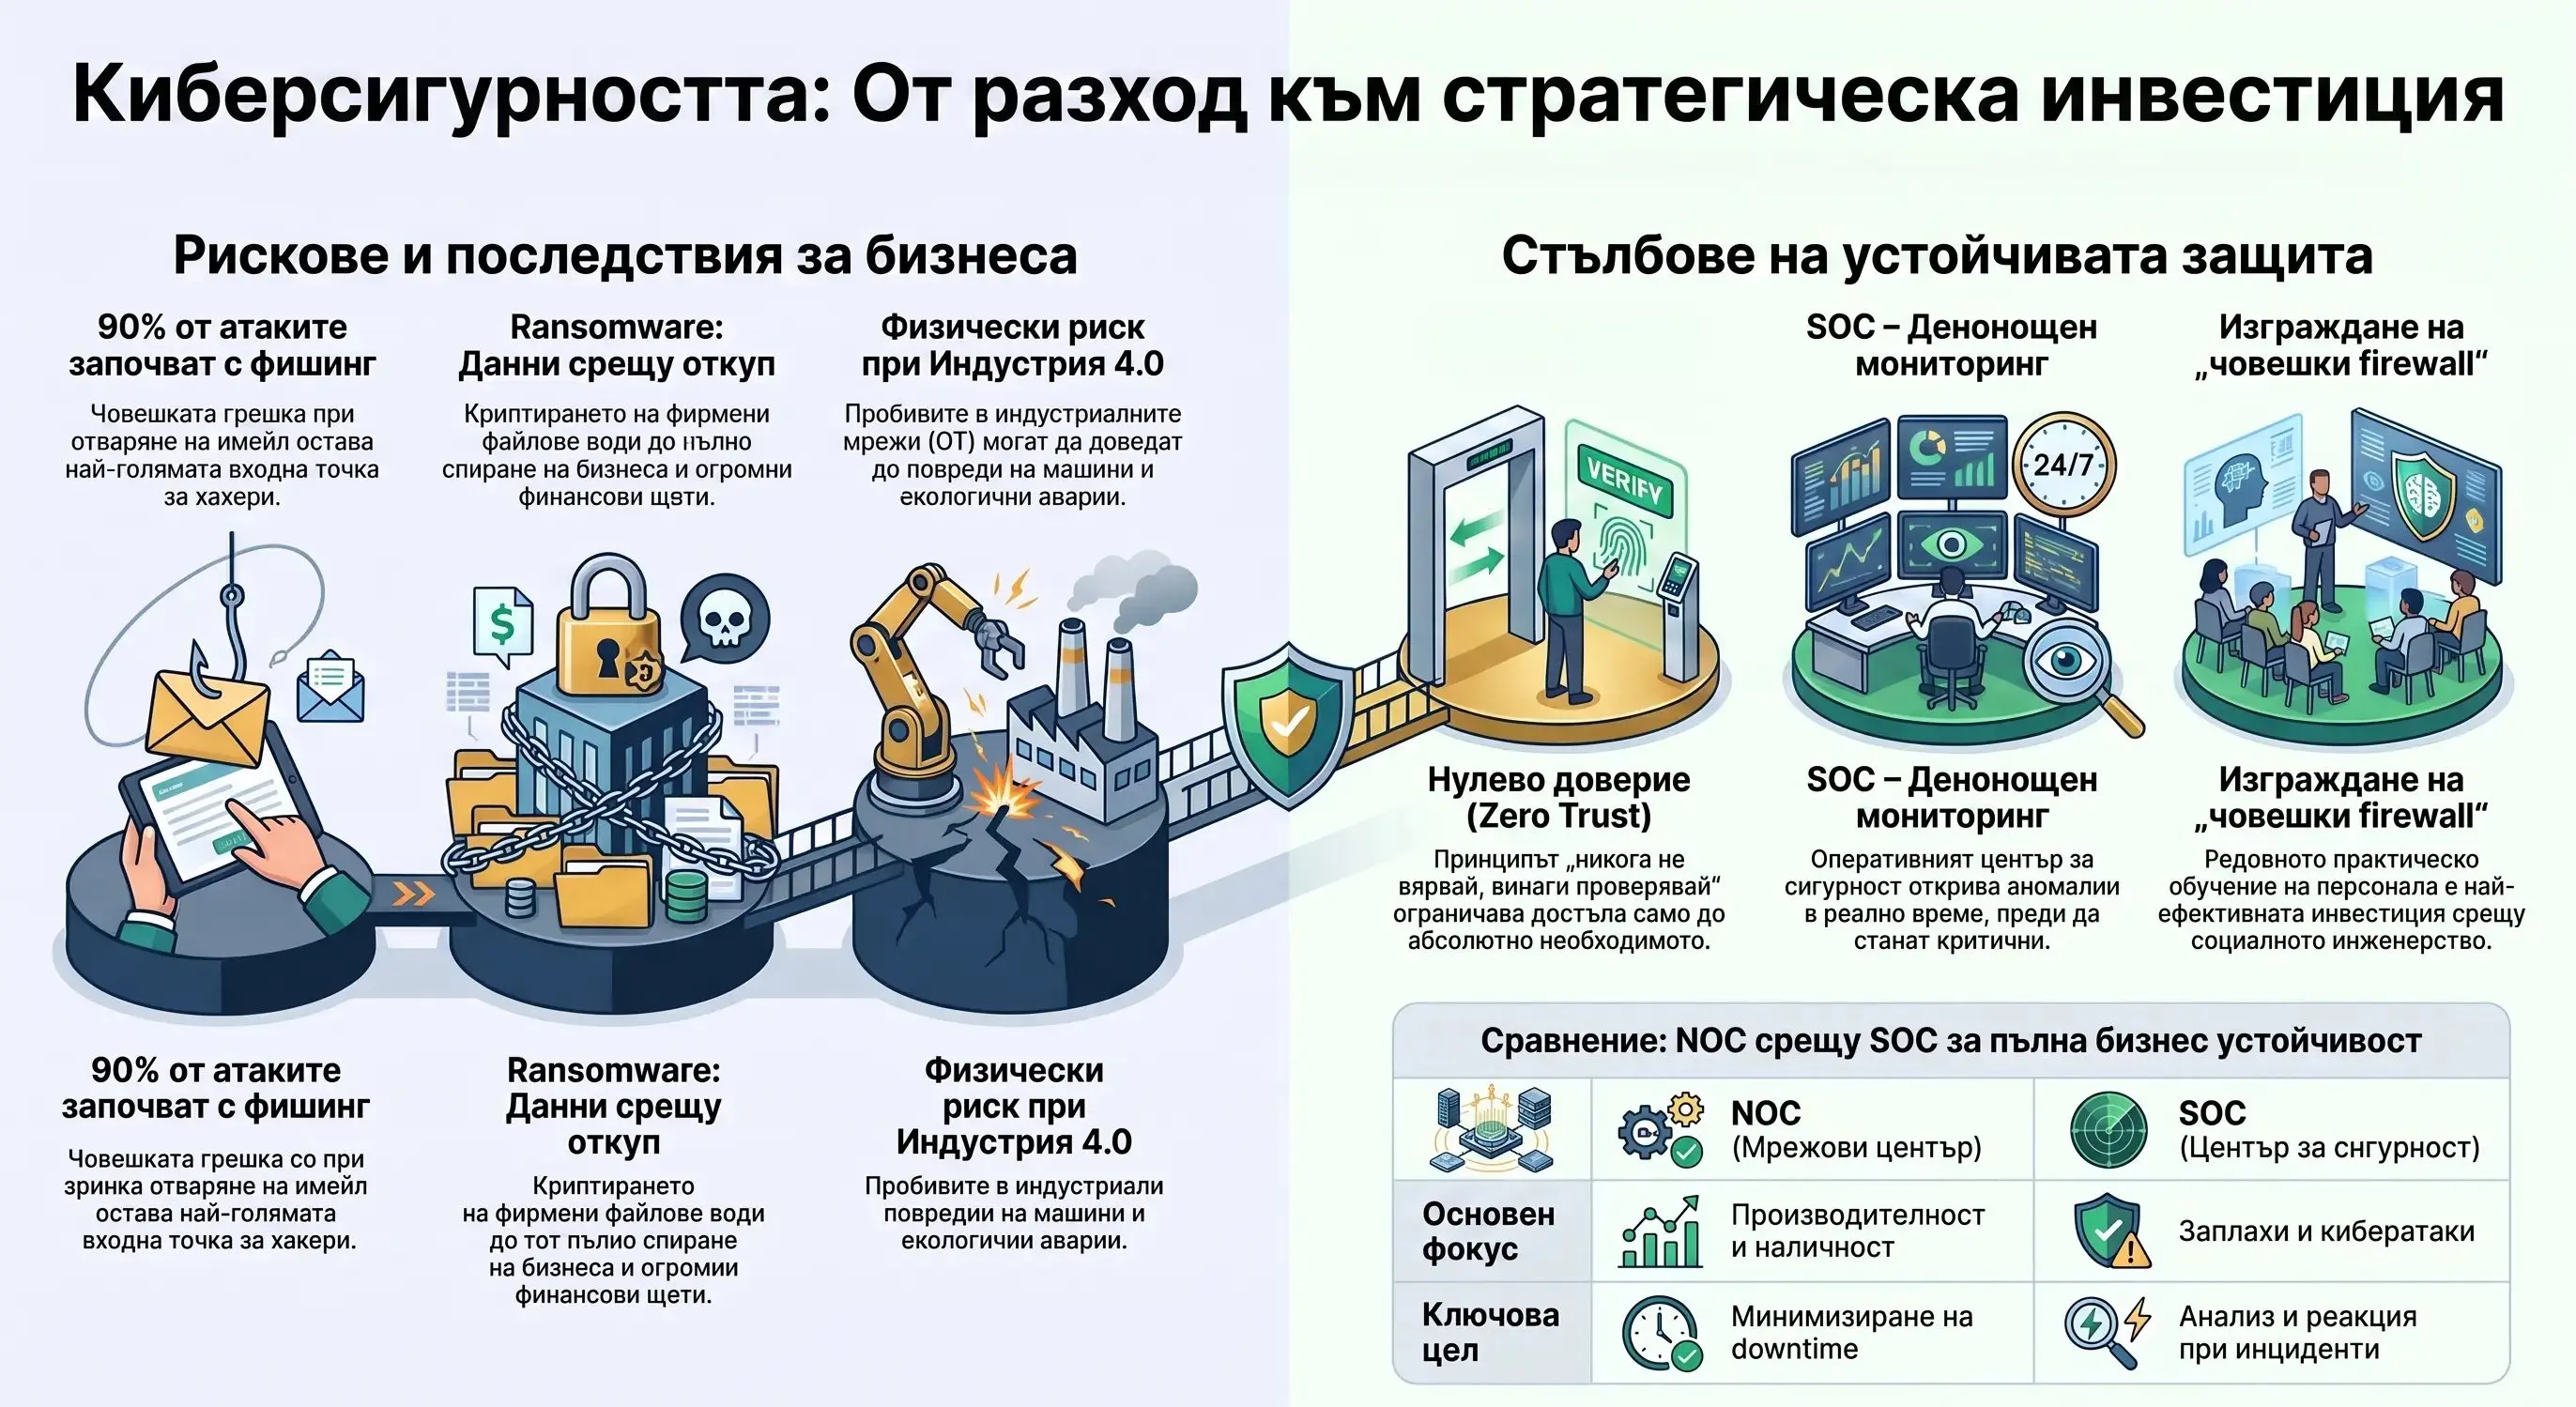 Киберсигурността: От разход към стратегическа инвестиция
Рискове и последствия за бизнеса
90% от атаките
започват с фишинг
Човешката грешка при
отваряне на имейл остава
най-голямата входна точка
за хахери.
Ransomware:
Данни срещу откуп
Криптирането на фирмени
файлове води до нълно
спиране на бизнеса и огромни
финансови щвти.
Физически риск
при Индустрия 4.0
Пробивите в индустриалните
мрежи (ОТ) могат да доведат
до повреди на машини и
екологични аварии.
$
90% от атаките
започват с фишинг
Човешката грешка со при
зринка отваряне на имейл
остава най-голямата
входна точка за хакери.
Ransomware:
Данни срещу
откуп
Криптирането
на фирмени файлове води
до тот пълио спиране
на бизнеса и огромии
финансови щети.
Физически
риск при
Индустрия 4.0
Пробивите в индустриали
повредии на машини и
екологичии аварии.
Стълбове на устойчивата защита
SOC – Денонощен
мониторинг
Изграждане на
„човешки firewall“
VERIFY
24/7
Нулево доверие
(Zero Trust)
Принципът „никога не
вярвай, винаги проверявай“
ограничава достъпа само до
абсолютно необходимото.
SOC – Денонощен
мониторинг
Оперативният център за
сигурност открива аномалии
в реално време, преди да
станат критични.
Изграждане на
„човешки firewall“
Редовното практическо
обучение на персонала е най-
ефективната инвестиция срещу
социалното инженерство.
Сравнение: NOC срещу SOC за пълна бизнес устойчивост
NOC
(Мрежови център)
SOC
(Център за снгурност)
Основен
фокус
Производителност
и наличност
Заплахи и кибератаки
Ключова
цел
Минимизиране на
downtime
Анализ и реакция
при инциденти